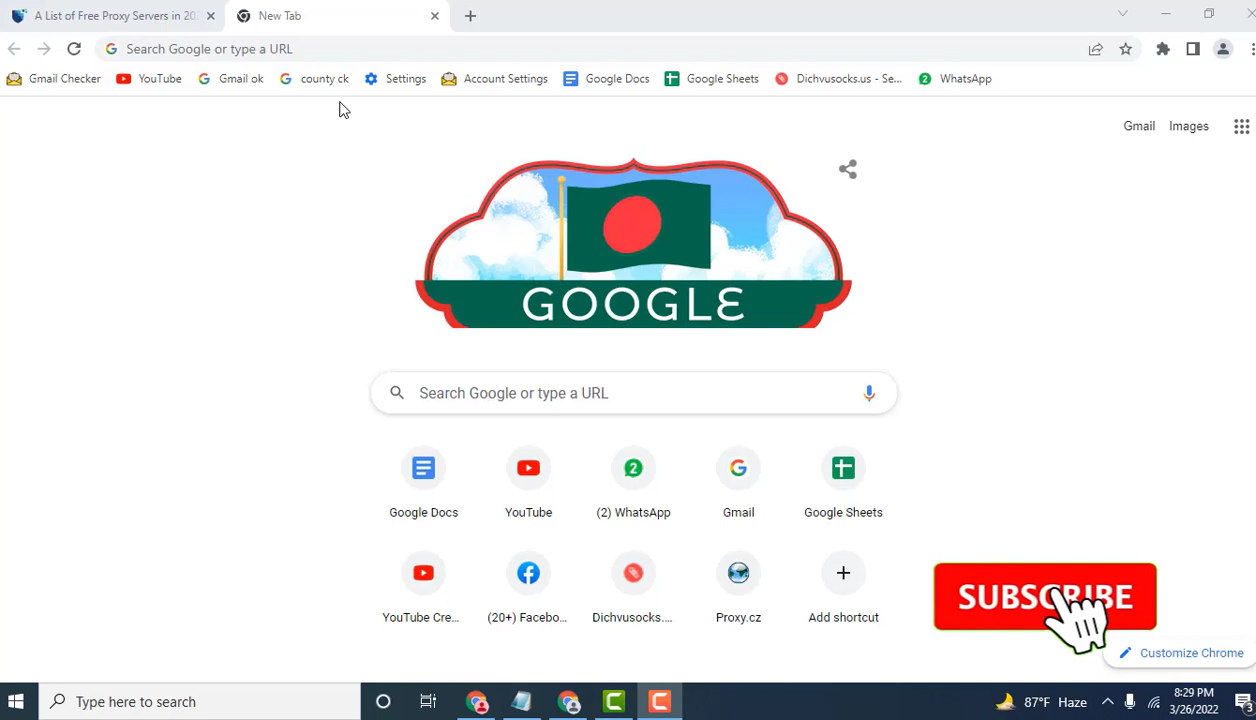 A List of Free Proxy Servers in 20
New Tab
Search Google or type a URL
Gmail Checker
YouTube
Gmail ok
county ck
Settings
Account Settings
Google Docs
Google Sheets
Dichvusocks.us - Se...
2
WhatsApp
Gmail
Images
GOOGLE
Search Google or type a URL
2
Google Docs
YouTube
(2) WhatsApp
Gmail
Google Sheets
YouTube Cre...
(20+) Facebo...
Dichvusocks....
Proxy.cz
Add shortcut
SUBSCRIBE
Customize Chrome
Type here to search
87°F Haze
8:29 PM
3/26/2022
3